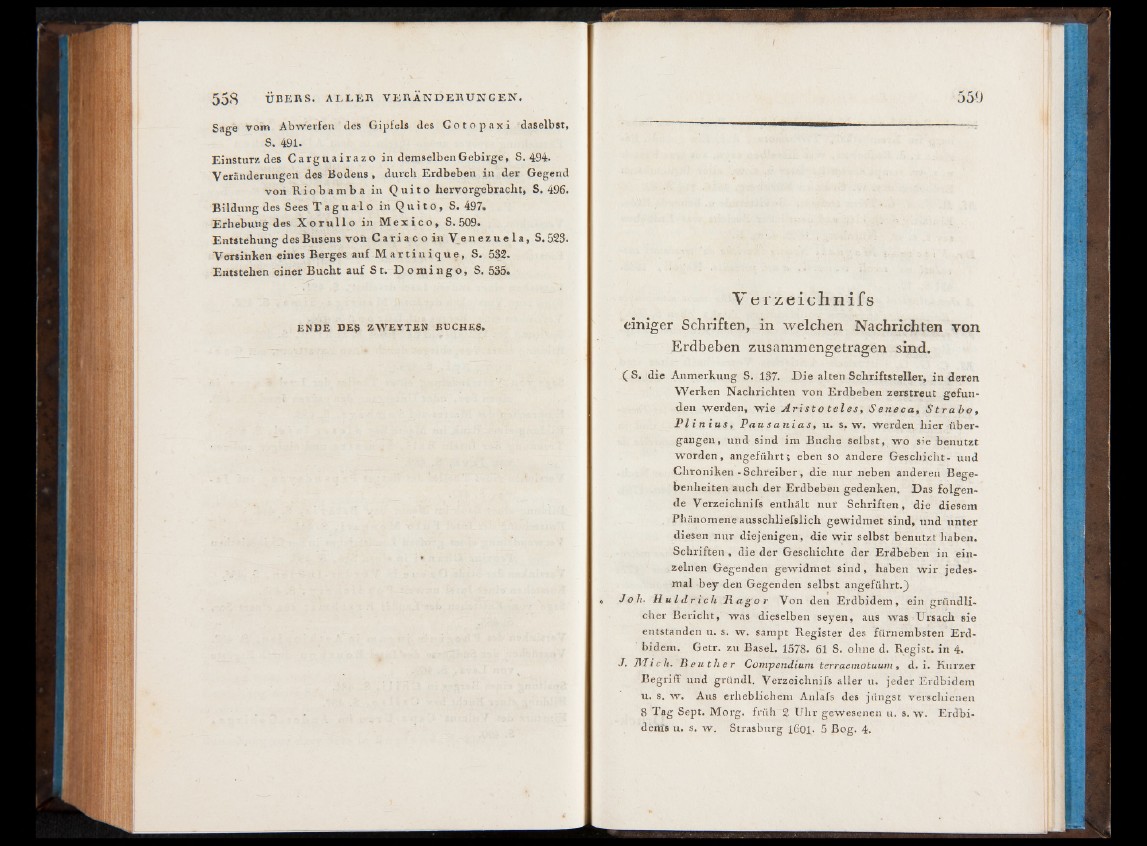 558 ÜBERS. ALLER VERÄNDERUNGEN.
Sage vom Abwerfen des Gipfels des Cotopaxi daselbst,
S. 491.
Einsturz des Carguairazo in demselben Gebirge, S. 494.
Veränderungen des Bodens, durch Erdbeben in der Gegend
von Riobamba in Quito hervorgebracht, S. 496.
Bildung des Sees Tagualo in Quito, S. 497.
Erhebung des Xorullo in Mexico, S. 509.
Entstehung des Busens von Cariaco in Venezuela, S. 523.
Versinken eines Berges auf Martinique, S. 532.
Entstehen einer Bucht auf St. Domingo, S. 535.
ENDE DES ZWEYTEN BUCHES.
559
Verzeichnifs
einiger Schriften, in welchen Nachrichten von
Erdbeben zusammengetragen sind.
(S. die Anmerkung S. 137. Die alten Schriftsteller, in deren
Werken Nachrichten von Erdbeben zerstreut gefun-
den werden, wie Aristoteles, Seneca, Strabo,
Plinius, Pausanias, u. s. w. werden hier über-
gangen, und sind im Buche selbst, wo sie benutzt
worden, angeführt; eben so andere Geschicht- und
Chroniken-Schreiber, die nur neben anderen Bege-
benheiten auch der Erdbeben gedenken. Das folgen-
de Verzeichnifs enthält nur Schriften, die diesem
Phänomene ausschliefslich gewidmet sind, und unter
diesen nur diejenigen, die wir selbst benutzt haben.
Schriften, die der Geschichte der Erdbeben in ein-
zelnen Gegenden gewidmet sind, haben wir jedes-
mal bey den Gegenden selbst angeführt.)
Joh. Huldrich Ragor Von den Erdbidem, ein gründli-
cher Bericht, was dieselben seyen, aus was Ursach sie
entstanden u. s. w. sampt Register des fürnembsten Erd-
bidem. Getr. zu Basel. 1578. 61 S. ohne d. Regist. in 4.
J. Mich. Beuther Compendium terraemotuum, d. i. Kurzer
Begriff und gründl. Verzeichnifs aller u. jeder Erdbidem
u. s. w. Aus erheblichem Anlafs des jüngst verschienen
8 Tag Sept. Morg. früh 2 Uhr gewesenen u. s. w. Erdbi-
dems u. s. w. Strasburg 1601. 5 Bog. 4.